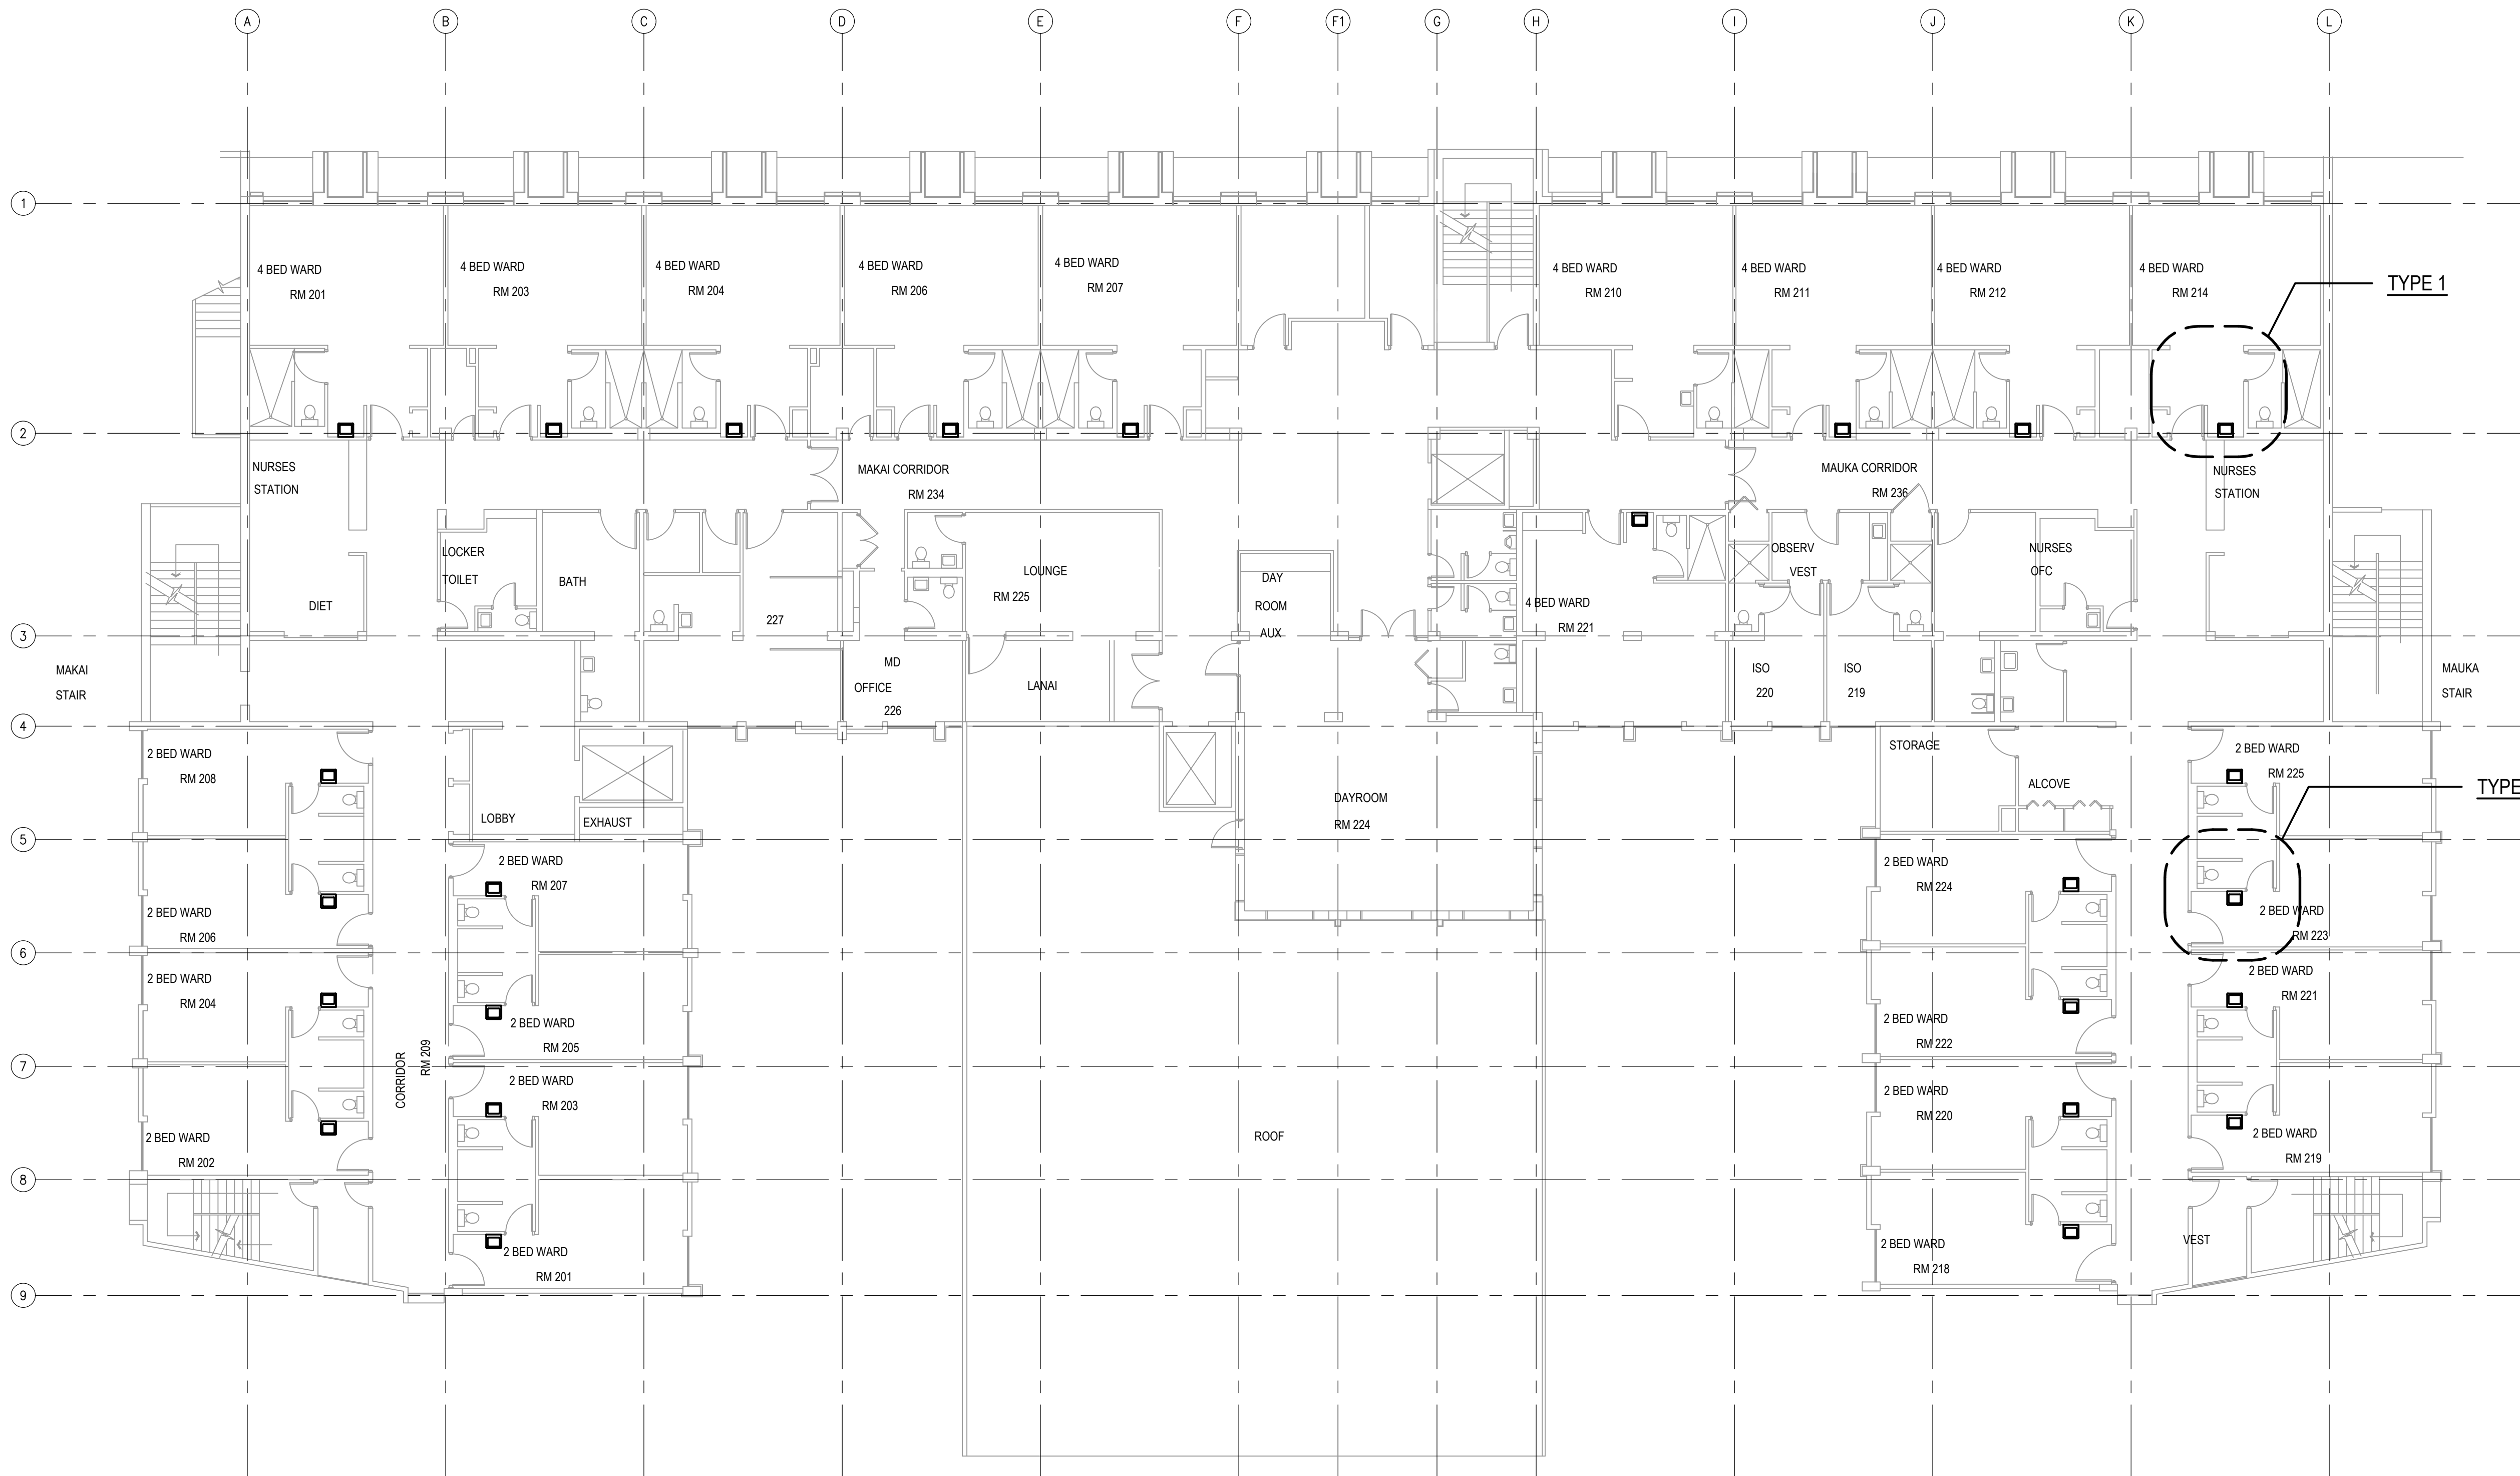 A
B
C
D
E
F
F1
G
H
I
J
K
L
1
4 BED WARD
RM 201
4 BED WARD
RM 203
4 BED WARD
RM 204
4 BED WARD
RM 206
4 BED WARD
RM 207
4 BED WARD
RM 210
4 BED WARD
RM 211
4 BED WARD
RM 212
4 BED WARD
RM 214
TYPE 1
2
NURSES
STATION
MAKAI CORRIDOR
RM 234
MAUKA CORRIDOR
RM 236
NURSES
STATION
DIET
LOCKER
TOILET
BATH
227
LOUNGE
RM 225
DAY
ROOM
AUX
4 BED WARD
RM 221
OBSERV
VEST
NURSES
OFC
3
MAKAI
STAIR
MD
OFFICE
226
LANAI
ISO
220
ISO
219
MAUKA
STAIR
4
2 BED WARD
RM 208
LOBBY
EXHAUST
DAYROOM
RM 224
STORAGE
ALCOVE
2 BED WARD
RM 225
TYPE
5
2 BED WARD
RM 206
2 BED WARD
RM 207
2 BED WARD
RM 224
2 BED WARD
RM 223
6
2 BED WARD
RM 204
2 BED WARD
RM 205
2 BED WARD
RM 222
2 BED WARD
RM 221
7
CORRIDOR
RM 209
2 BED WARD
RM 202
2 BED WARD
RM 203
ROOF
2 BED WARD
RM 220
2 BED WARD
RM 219
8
2 BED WARD
RM 201
2 BED WARD
RM 218
VEST
9